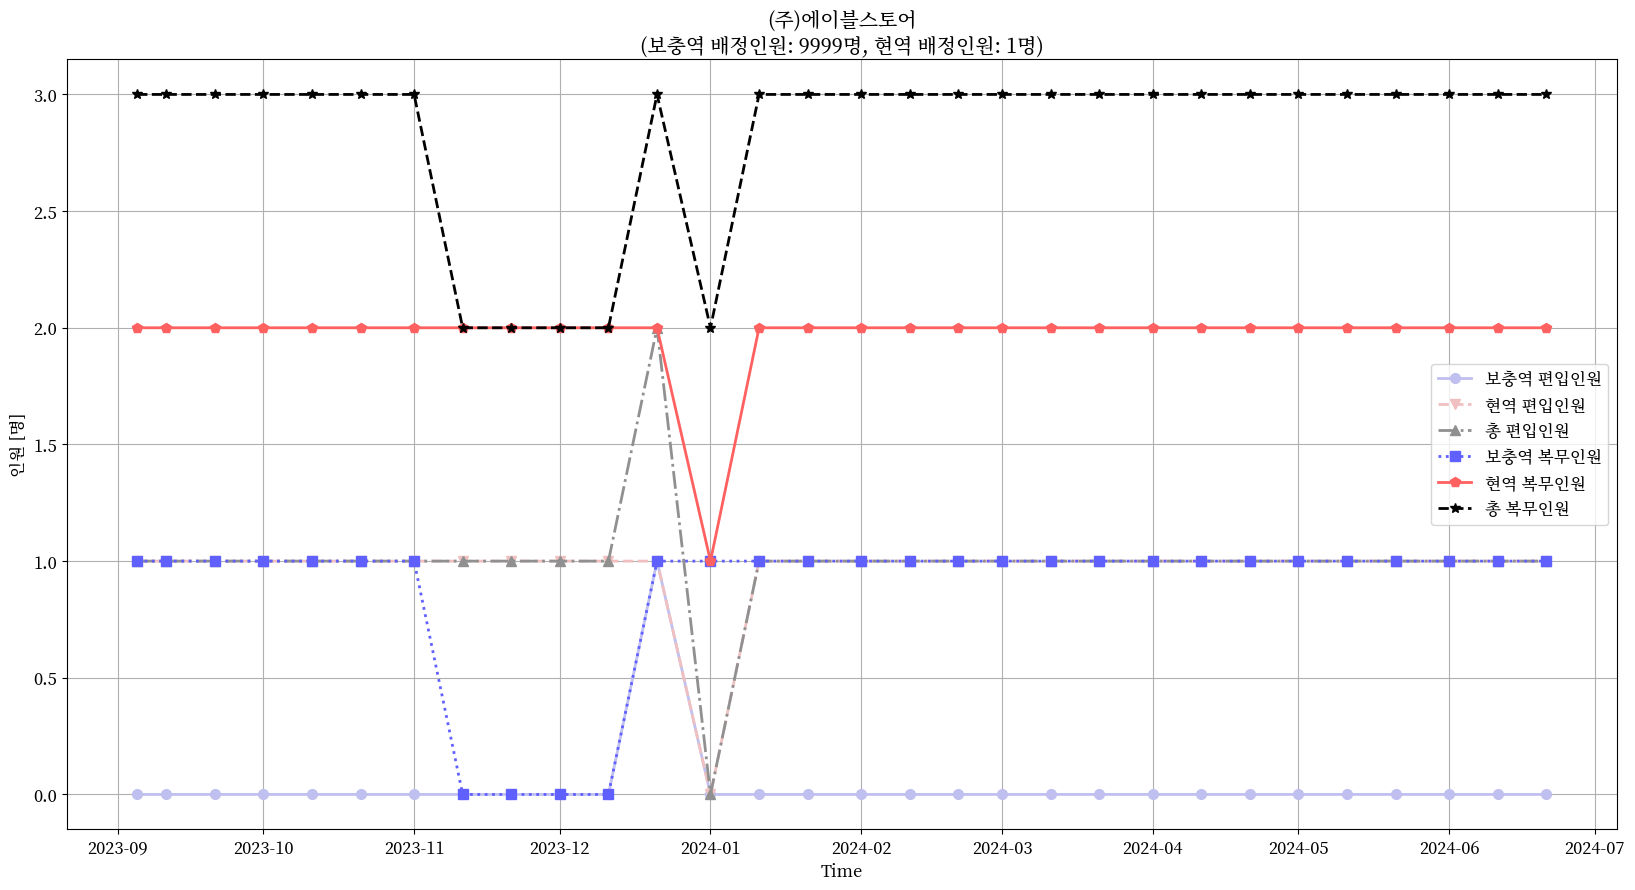 (주)에이블스토어
(보충역 배정인원: 9999명, 현역 배정인원: 1명)
인원 [명]
3.0
2.5
2.0
1.5
1.0
0.5
0.0
보충역 편입인원
현역 편입인원
총 편입인원
보충역 복무인원
현역 복무인원
총 복무인원
2023-09 2023-10 2023-11 2023-12 2024-01 2024-02 2024-03 2024-04 2024-05 2024-06 2024-07
Time